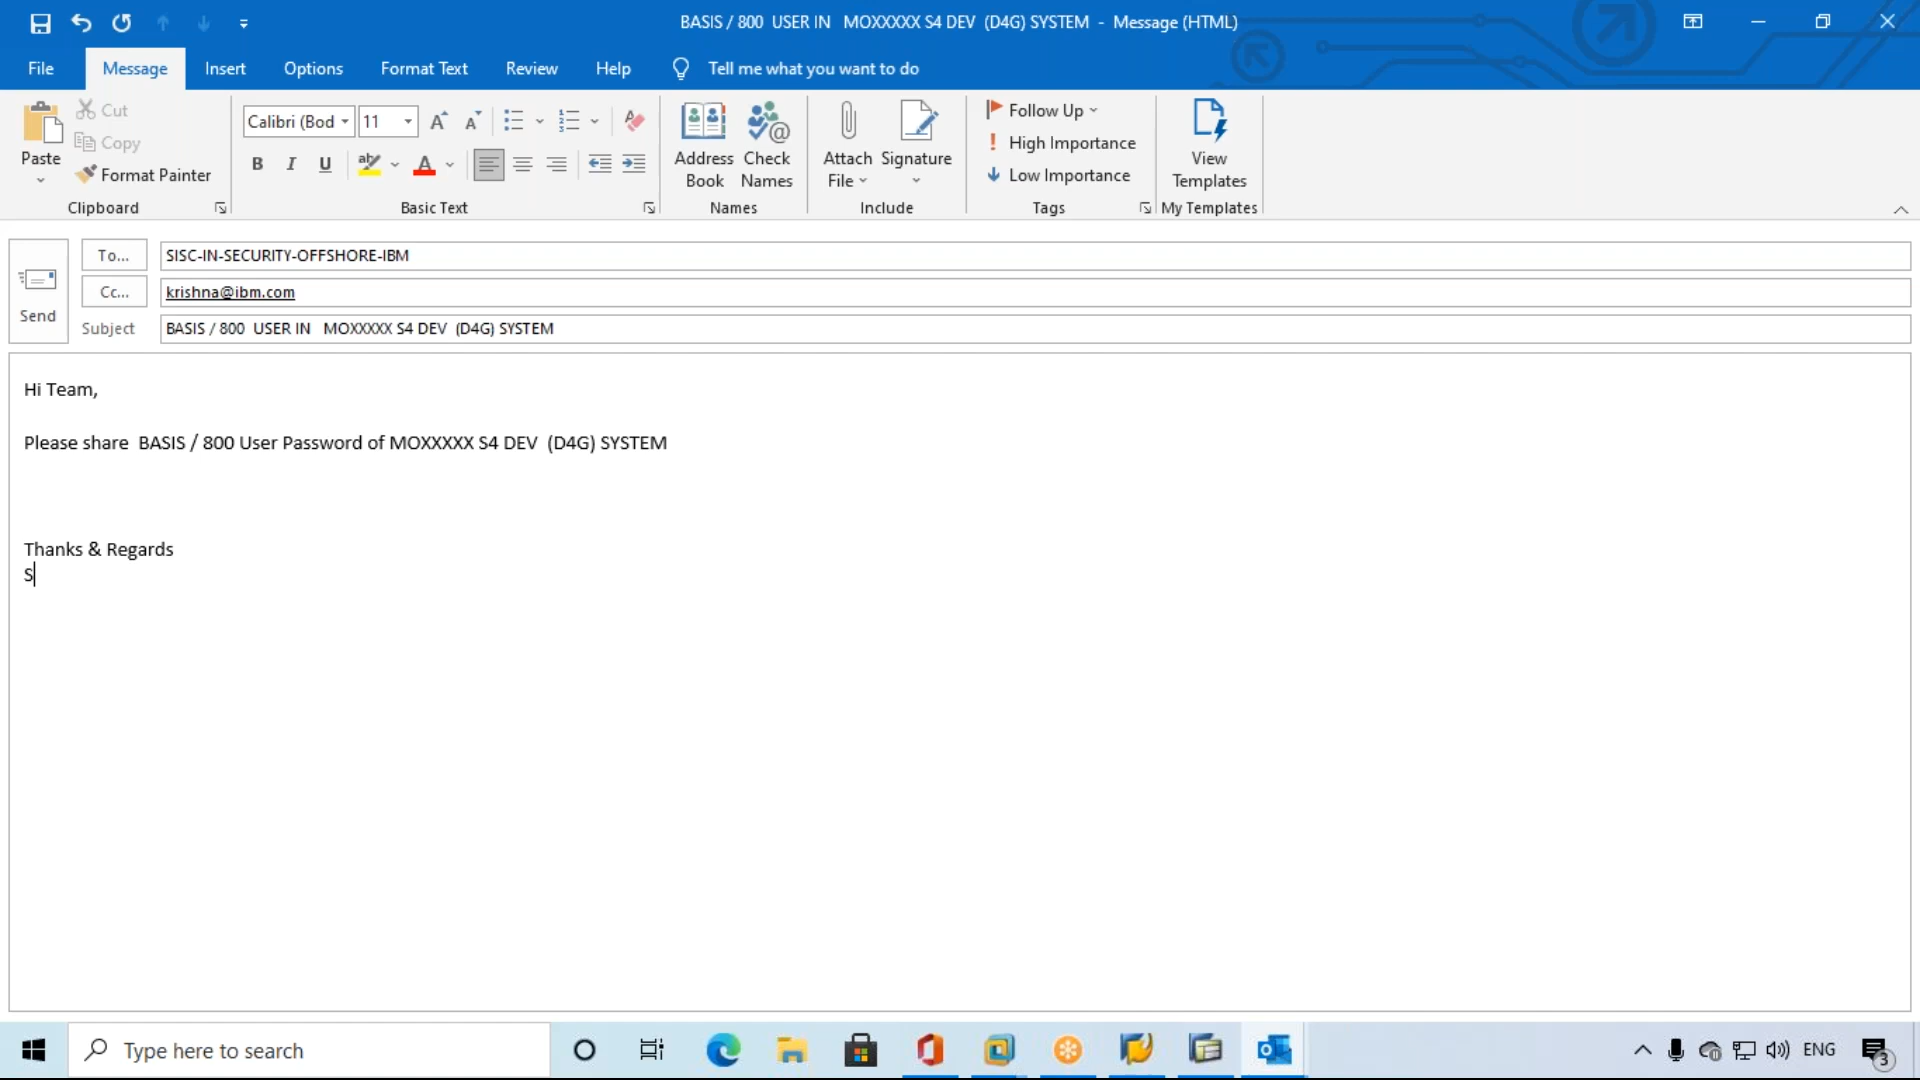 BASIS / 800  USER IN   MOXXXXX S4 DEV  (D4G) SYSTEM  -  Message (HTML)
File Message Insert Options Format Text Review Help Tell me what you want to do
Paste
Cut
Copy
Format Painter
Clipboard
Calibri (Bod 11
B I U
Basic Text
Address Book
Check Names
Names
Attach File
Signature
Include
Follow Up
High Importance
Low Importance
Tags
View Templates
My Templates
Send
To... SISC-IN-SECURITY-OFFSHORE-IBM
Cc... krishna@ibm.com
Subject BASIS / 800  USER IN   MOXXXXX S4 DEV  (D4G) SYSTEM
Hi Team,
Please share  BASIS / 800 User Password of MOXXXXX S4 DEV  (D4G) SYSTEM
Thanks & Regards
S
Type here to search
ENG
3